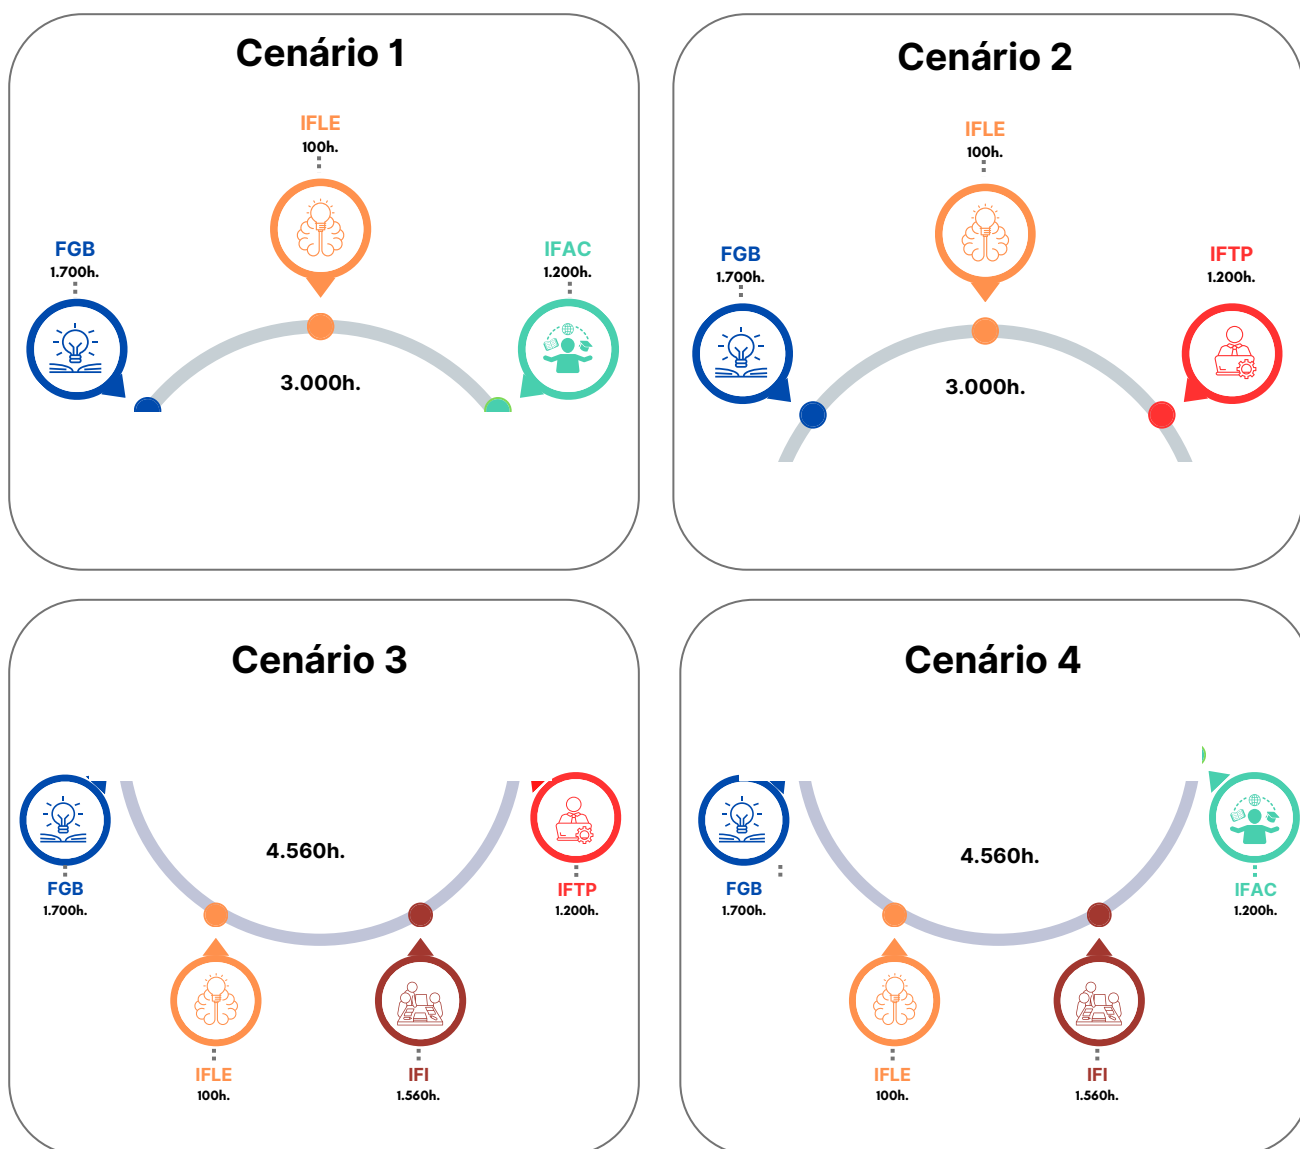 Cenário 1
IFLE
100h.
FGB
1.700h.
IFAC
1.200h.
3.000h.
Cenário 2
IFLE
100h.
FGB
1.700h.
IFTP
1.200h.
3.000h.
Cenário 3
4.560h.
FGB
1.700h.
IFTP
1.200h.
IFLE
100h.
IFI
1.560h.
Cenário 4
4.560h.
FGB
1.700h.
IFAC
1.200h.
IFLE
100h.
IFI
1.560h.